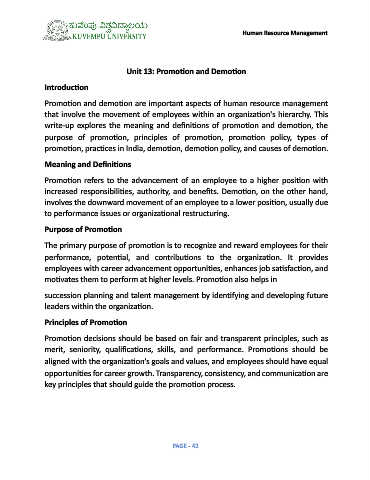 ಕುವೆಂಪು ವಿಶ್ವವಿದ್ಯಾಲಯ
KUVEMPU UNIVERSITY
Human Resource Management
Unit 13: Promotion and Demotion
Introduction
Promotion and demotion are important aspects of human resource management
that involve the movement of employees within an organization's hierarchy. This
write-up explores the meaning and definitions of promotion and demotion, the
purpose of promotion, principles of promotion, promotion policy, types of
promotion, practices in India, demotion, demotion policy, and causes of demotion.
Meaning and Definitions
Promotion refers to the advancement of an employee to a higher position with
increased responsibilities, authority, and benefits. Demotion, on the other hand,
involves the downward movement of an employee to a lower position, usually due
to performance issues or organizational restructuring.
Purpose of Promotion
The primary purpose of promotion is to recognize and reward employees for their
performance, potential, and contributions to the organization. It provides
employees with career advancement opportunities, enhances job satisfaction, and
motivates them to perform at higher levels. Promotion also helps in
succession planning and talent management by identifying and developing future
leaders within the organization.
Principles of Promotion
Promotion decisions should be based on fair and transparent principles, such as
merit, seniority, qualifications, skills, and performance. Promotions should be
aligned with the organization's goals and values, and employees should have equal
opportunities for career growth. Transparency, consistency, and communication are
key principles that should guide the promotion process.
PAGE - 42